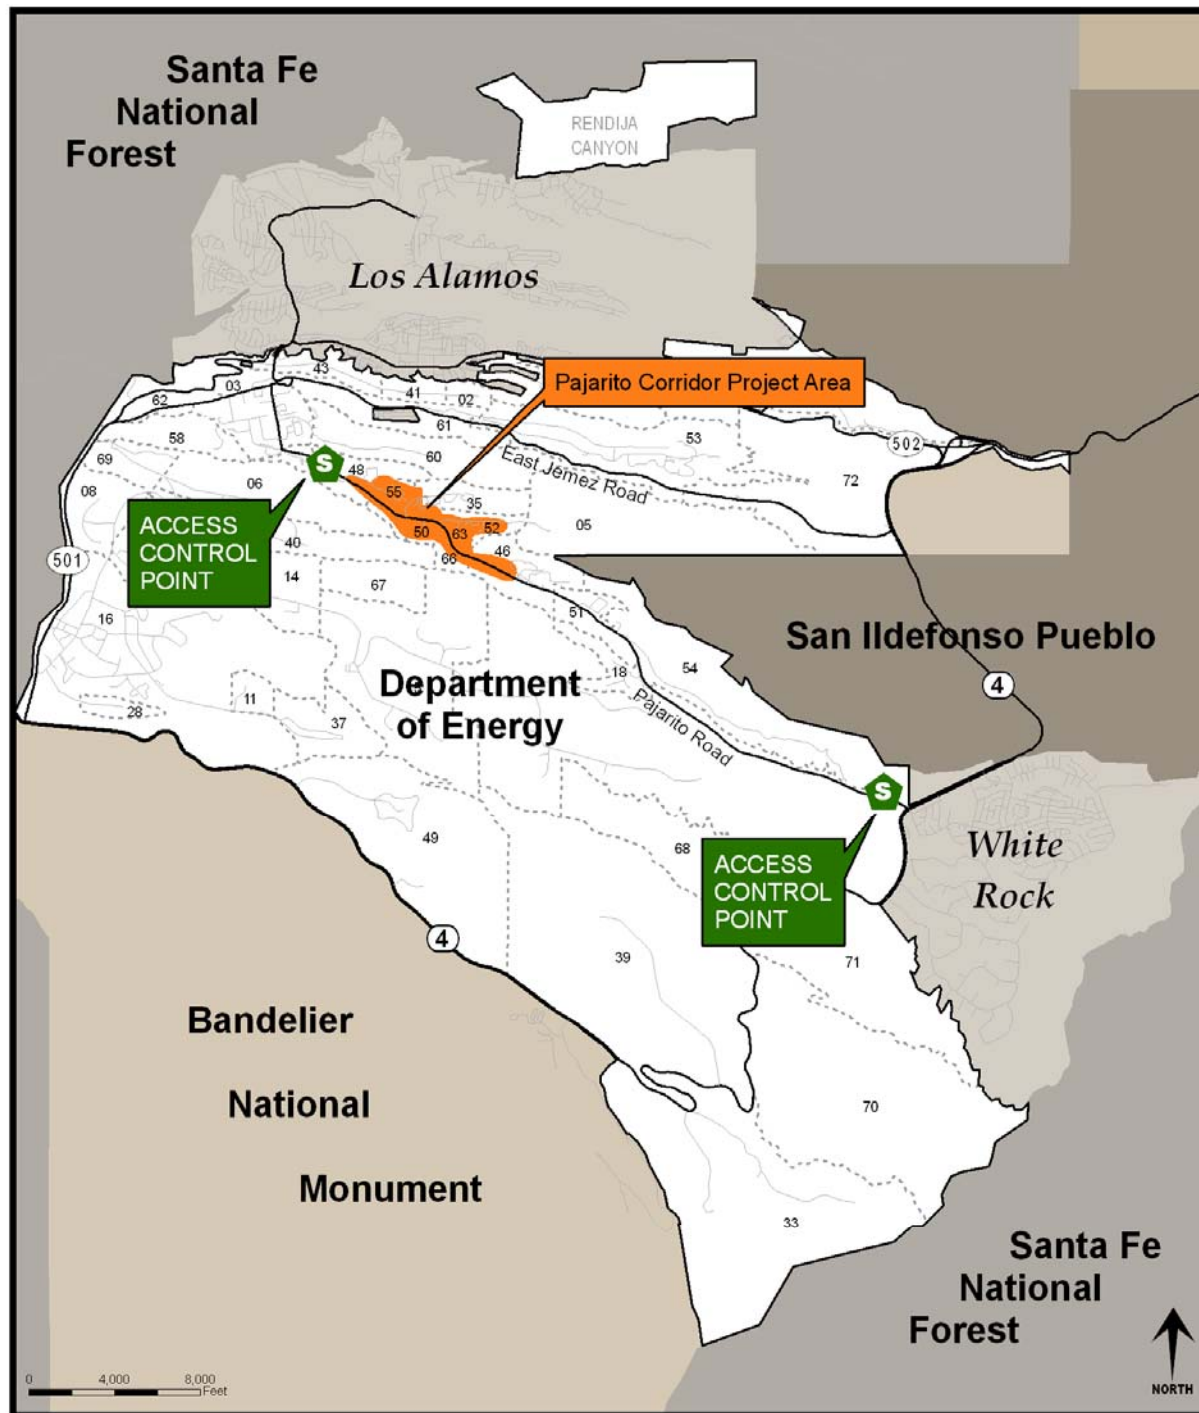 Santa Fe
National
Forest
RENDIJA
CANYON
Los Alamos
43
03
62
41
02
Pajarito Corridor Project Area
61
58
53
502
69
60
East Jemez Road
48
72
08
06
55
35
S
ACCESS
CONTROL
POINT
50
63
52
05
501
40
66
46
14
67
51
16
San Ildefonso Pueblo
54
18
4
Department
of Energy
11
28
37
Pajarito Road
S
49
68
ACCESS
CONTROL
POINT
White
Rock
4
39
71
Bandelier
National
Monument
70
33
Santa Fe
National
Forest
0 4,000 8,000
Feet
NORTH